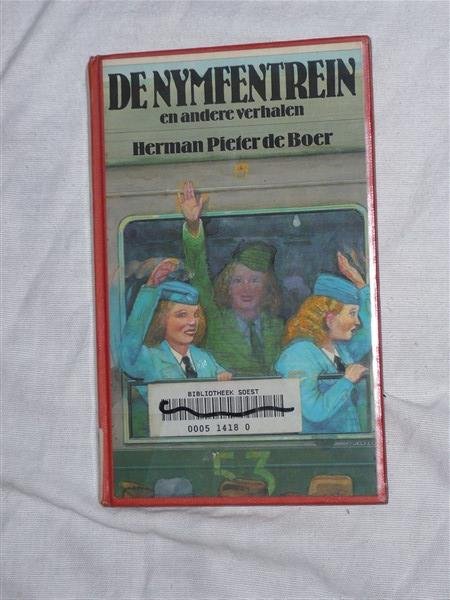 DE NYMFENTREIN
en andere verhalen
Herman Pieter de Boer
BIBLIOTHEEK SOEST
0005 1418 0
53